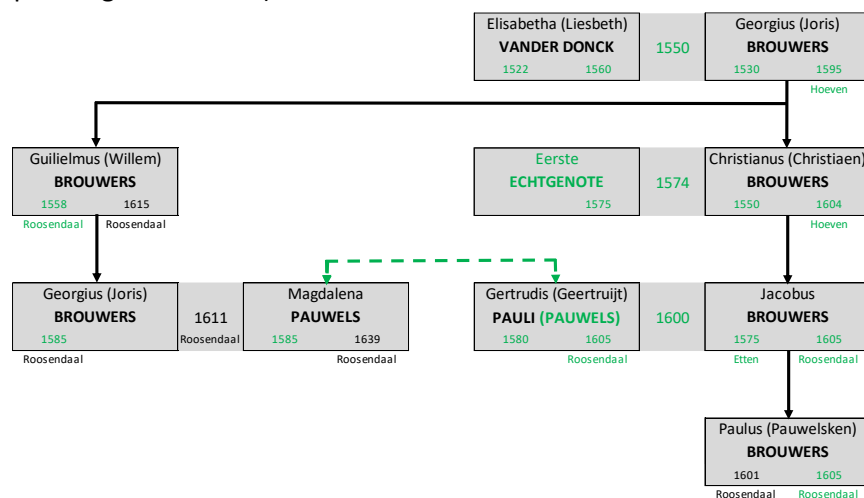 Elisabetha (Liesbeth)
VANDER DONCK
1522 1560
1550
Georgius (Joris)
BROUWERS
1530 1595
Hoeven
Guilielmus (Willem)
BROUWERS
1558 1615
Roosendaal Roosendaal
Eerste
ECHTGENOTE
1575
1574
Christianus (Christiaen)
BROUWERS
1550 1604
Hoeven
Georgius (Joris)
BROUWERS
1585
Roosendaal
1611
Roosendaal
Magdalena
PAUWELS
1585 1639
Roosendaal
Gertrudis (Geertruijt)
PAULI (PAUWELS)
1580 1605
Roosendaal
1600
Jacobus
BROUWERS
1575 1605
Etten Roosendaal
Paulus (Pauwelsken)
BROUWERS
1601 1605
Roosendaal Roosendaal